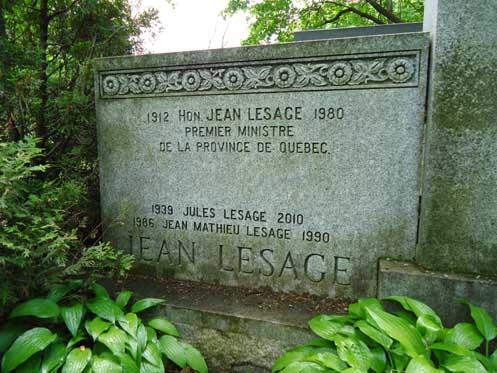 1912 HON. JEAN LESAGE 1980
PREMIER MINISTRE
DE LA PROVINCE DE QUEBEC.
1939 JULES LESAGE 2010
1986 JEAN MATHIEU LESAGE 1990
JEAN LESAGE